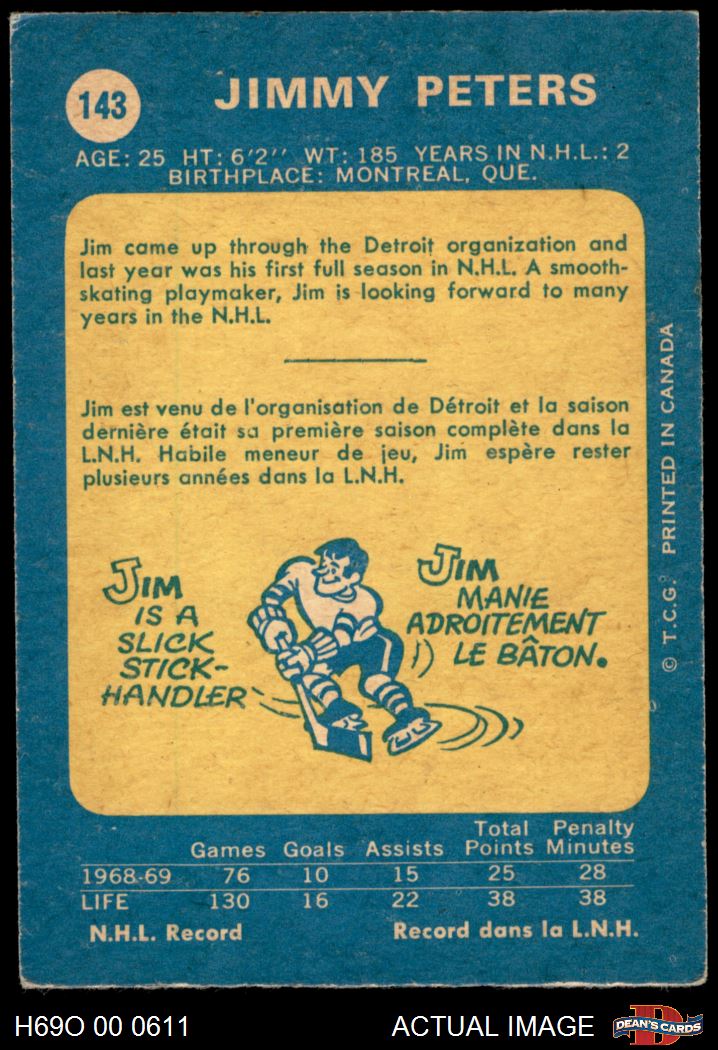 143
JIMMY PETERS
AGE: 25 HT: 6'2'' WT: 185 YEARS IN N.H.L.: 2
BIRTHPLACE: MONTREAL, QUE.
Jim came up through the Detroit organization and
last year was his first full season in N.H.L. A smooth-
skating playmaker, Jim is looking forward to many
years in the N.H.L.
Jim est venu de l'organisation de Détroit et la saison
dernière était sa première saison complète dans la
L.N.H. Habile meneur de jeu, Jim espère rester
plusieurs années dans la L.N.H.
JIM
IS A
SLICK
STICK-
HANDLER
JIM
MANIE
ADROITEMENT
LE BÂTON.
© T.C.G. PRINTED IN CANADA
Games Goals Assists Total Points Penalty Minutes
1968-69 76 10 15 25 28
LIFE 130 16 22 38 38
N.H.L. Record Record dans la L.N.H.
H69O 00 0611 ACTUAL IMAGE D DEAN'S CARDS